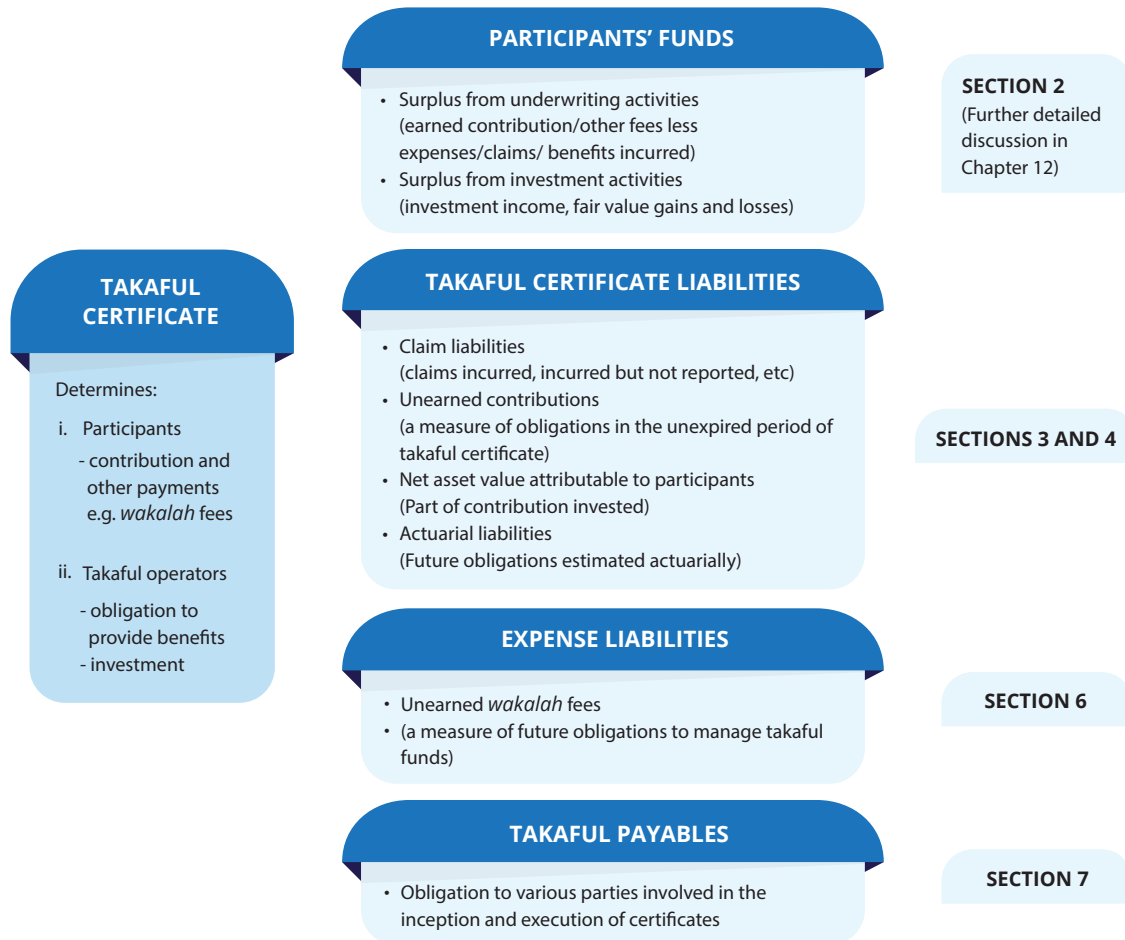 PARTICIPANTS’ FUNDS
• Surplus from underwriting activities
(earned contribution/other fees less
expenses/claims/ benefits incurred)
• Surplus from investment activities
(investment income, fair value gains and losses)
SECTION 2
(Further detailed
discussion in
Chapter 12)
TAKAFUL
CERTIFICATE
Determines:
i. Participants
- contribution and
other payments
e.g. wakalah fees
ii. Takaful operators
- obligation to
provide benefits
- investment
TAKAFUL CERTIFICATE LIABILITIES
• Claim liabilities
(claims incurred, incurred but not reported, etc)
• Unearned contributions
(a measure of obligations in the unexpired period of
takaful certificate)
• Net asset value attributable to participants
(Part of contribution invested)
• Actuarial liabilities
(Future obligations estimated actuarially)
SECTIONS 3 AND 4
EXPENSE LIABILITIES
• Unearned wakalah fees
• (a measure of future obligations to manage takaful
funds)
SECTION 6
TAKAFUL PAYABLES
• Obligation to various parties involved in the
inception and execution of certificates
SECTION 7